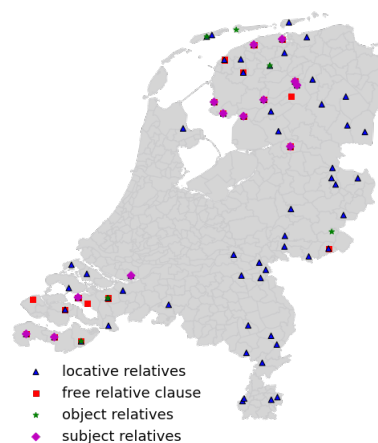 locative relatives
free relative clause
object relatives
subject relatives